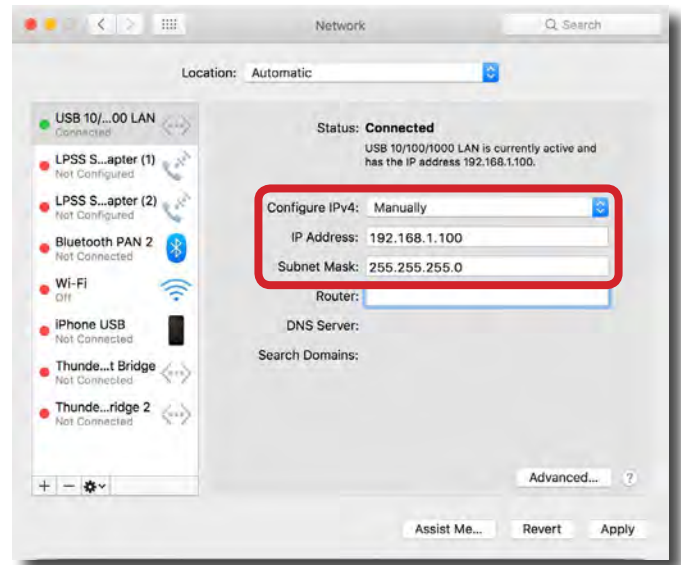 Network
Search
Location: Automatic
USB 10/...00 LAN
Connected
LPSS S...apter (1)
Not Configured
LPSS S...apter (2)
Not Configured
Bluetooth PAN 2
Not Connected
Wi-Fi
Off
iPhone USB
Not Connected
Thunde...t Bridge
Not Connected
Thunde...ridge 2
Not Connected
Status: Connected
USB 10/100/1000 LAN is currently active and
has the IP address 192.168.1.100.
Configure IPv4: Manually
IP Address: 192.168.1.100
Subnet Mask: 255.255.255.0
Router:
DNS Server:
Search Domains:
+ −
Advanced... ?
Assist Me... Revert Apply